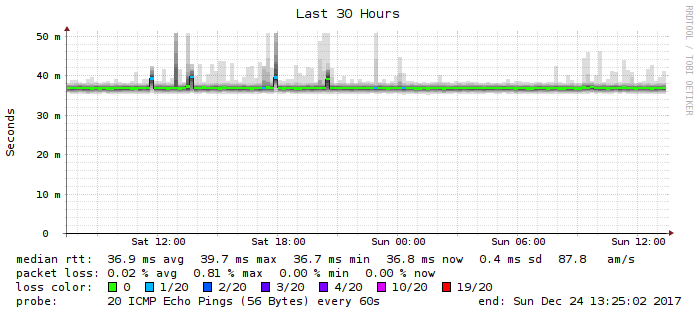 Last 30 Hours
RRDTOOL / TOBI OETIKER
Seconds
50 m
40 m
30 m
20 m
10 m
0
Sat 12:00 Sat 18:00 Sun 00:00 Sun 06:00 Sun 12:00
median rtt: 36.9 ms avg 39.7 ms max 36.7 ms min 36.8 ms now 0.4 ms sd 87.8 am/s
packet loss: 0.02 % avg 0.81 % max 0.00 % min 0.00 % now
loss color: 0 1/20 2/20 3/20 4/20 10/20 19/20
probe: 20 ICMP Echo Pings (56 Bytes) every 60s end: Sun Dec 24 13:25:02 2017